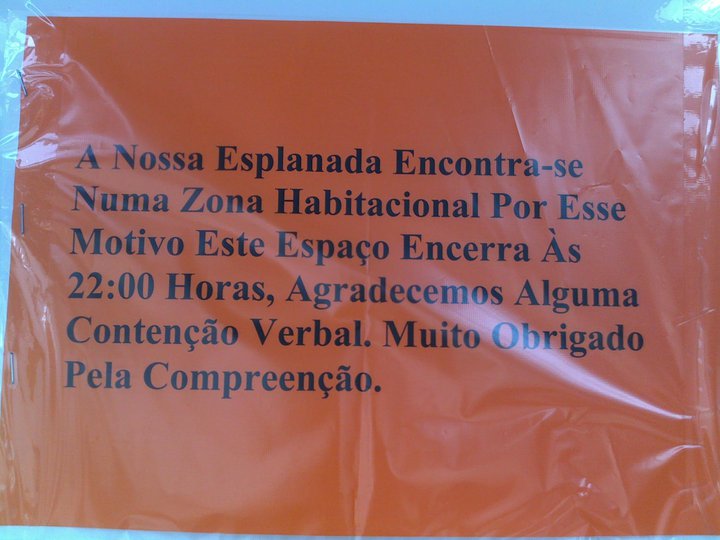 A Nossa Esplanada Encontra-se
Numa Zona Habitacional Por Esse
Motivo Este Espaço Encerra Às
22:00 Horas, Agradecemos Alguma
Contenção Verbal. Muito Obrigado
Pela Compreenção.